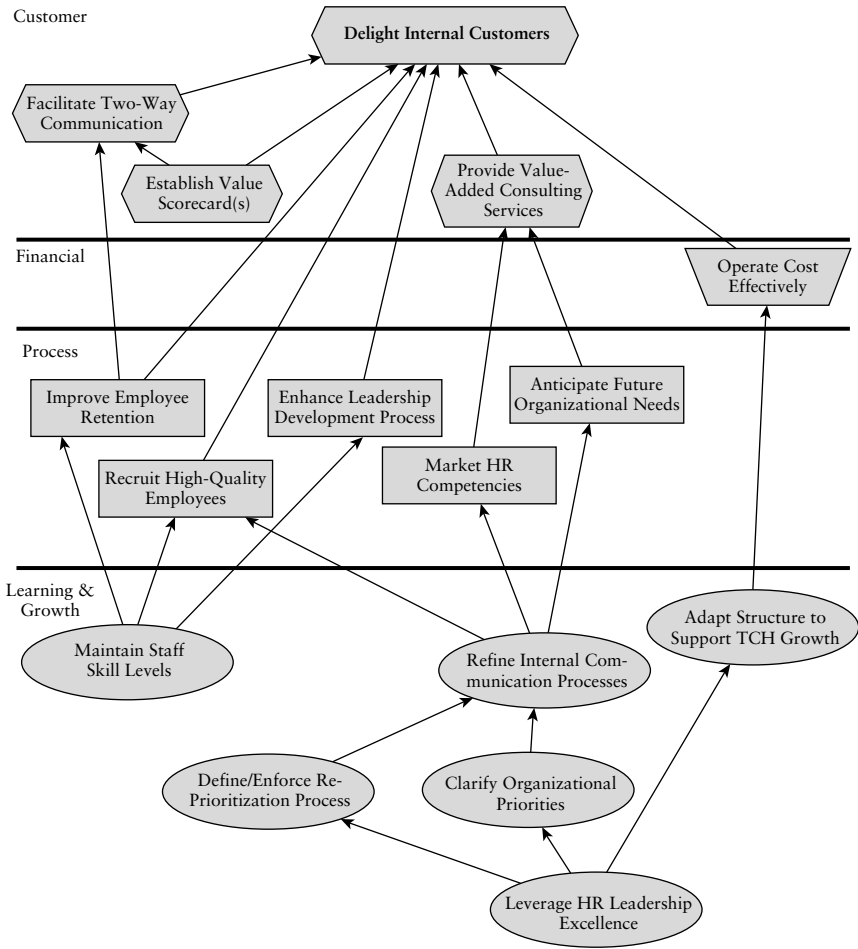 Customer
Delight Internal Customers
Facilitate Two-Way
Communication
Establish Value
Scorecard(s)
Provide Value-
Added Consulting
Services
Financial
Operate Cost
Effectively
Process
Improve Employee
Retention
Enhance Leadership
Development Process
Anticipate Future
Organizational Needs
Recruit High-Quality
Employees
Market HR
Competencies
Learning &
Growth
Maintain Staff
Skill Levels
Refine Internal Com-
munication Processes
Adapt Structure to
Support TCH Growth
Define/Enforce Re-
Prioritization Process
Clarify Organizational
Priorities
Leverage HR Leadership
Excellence